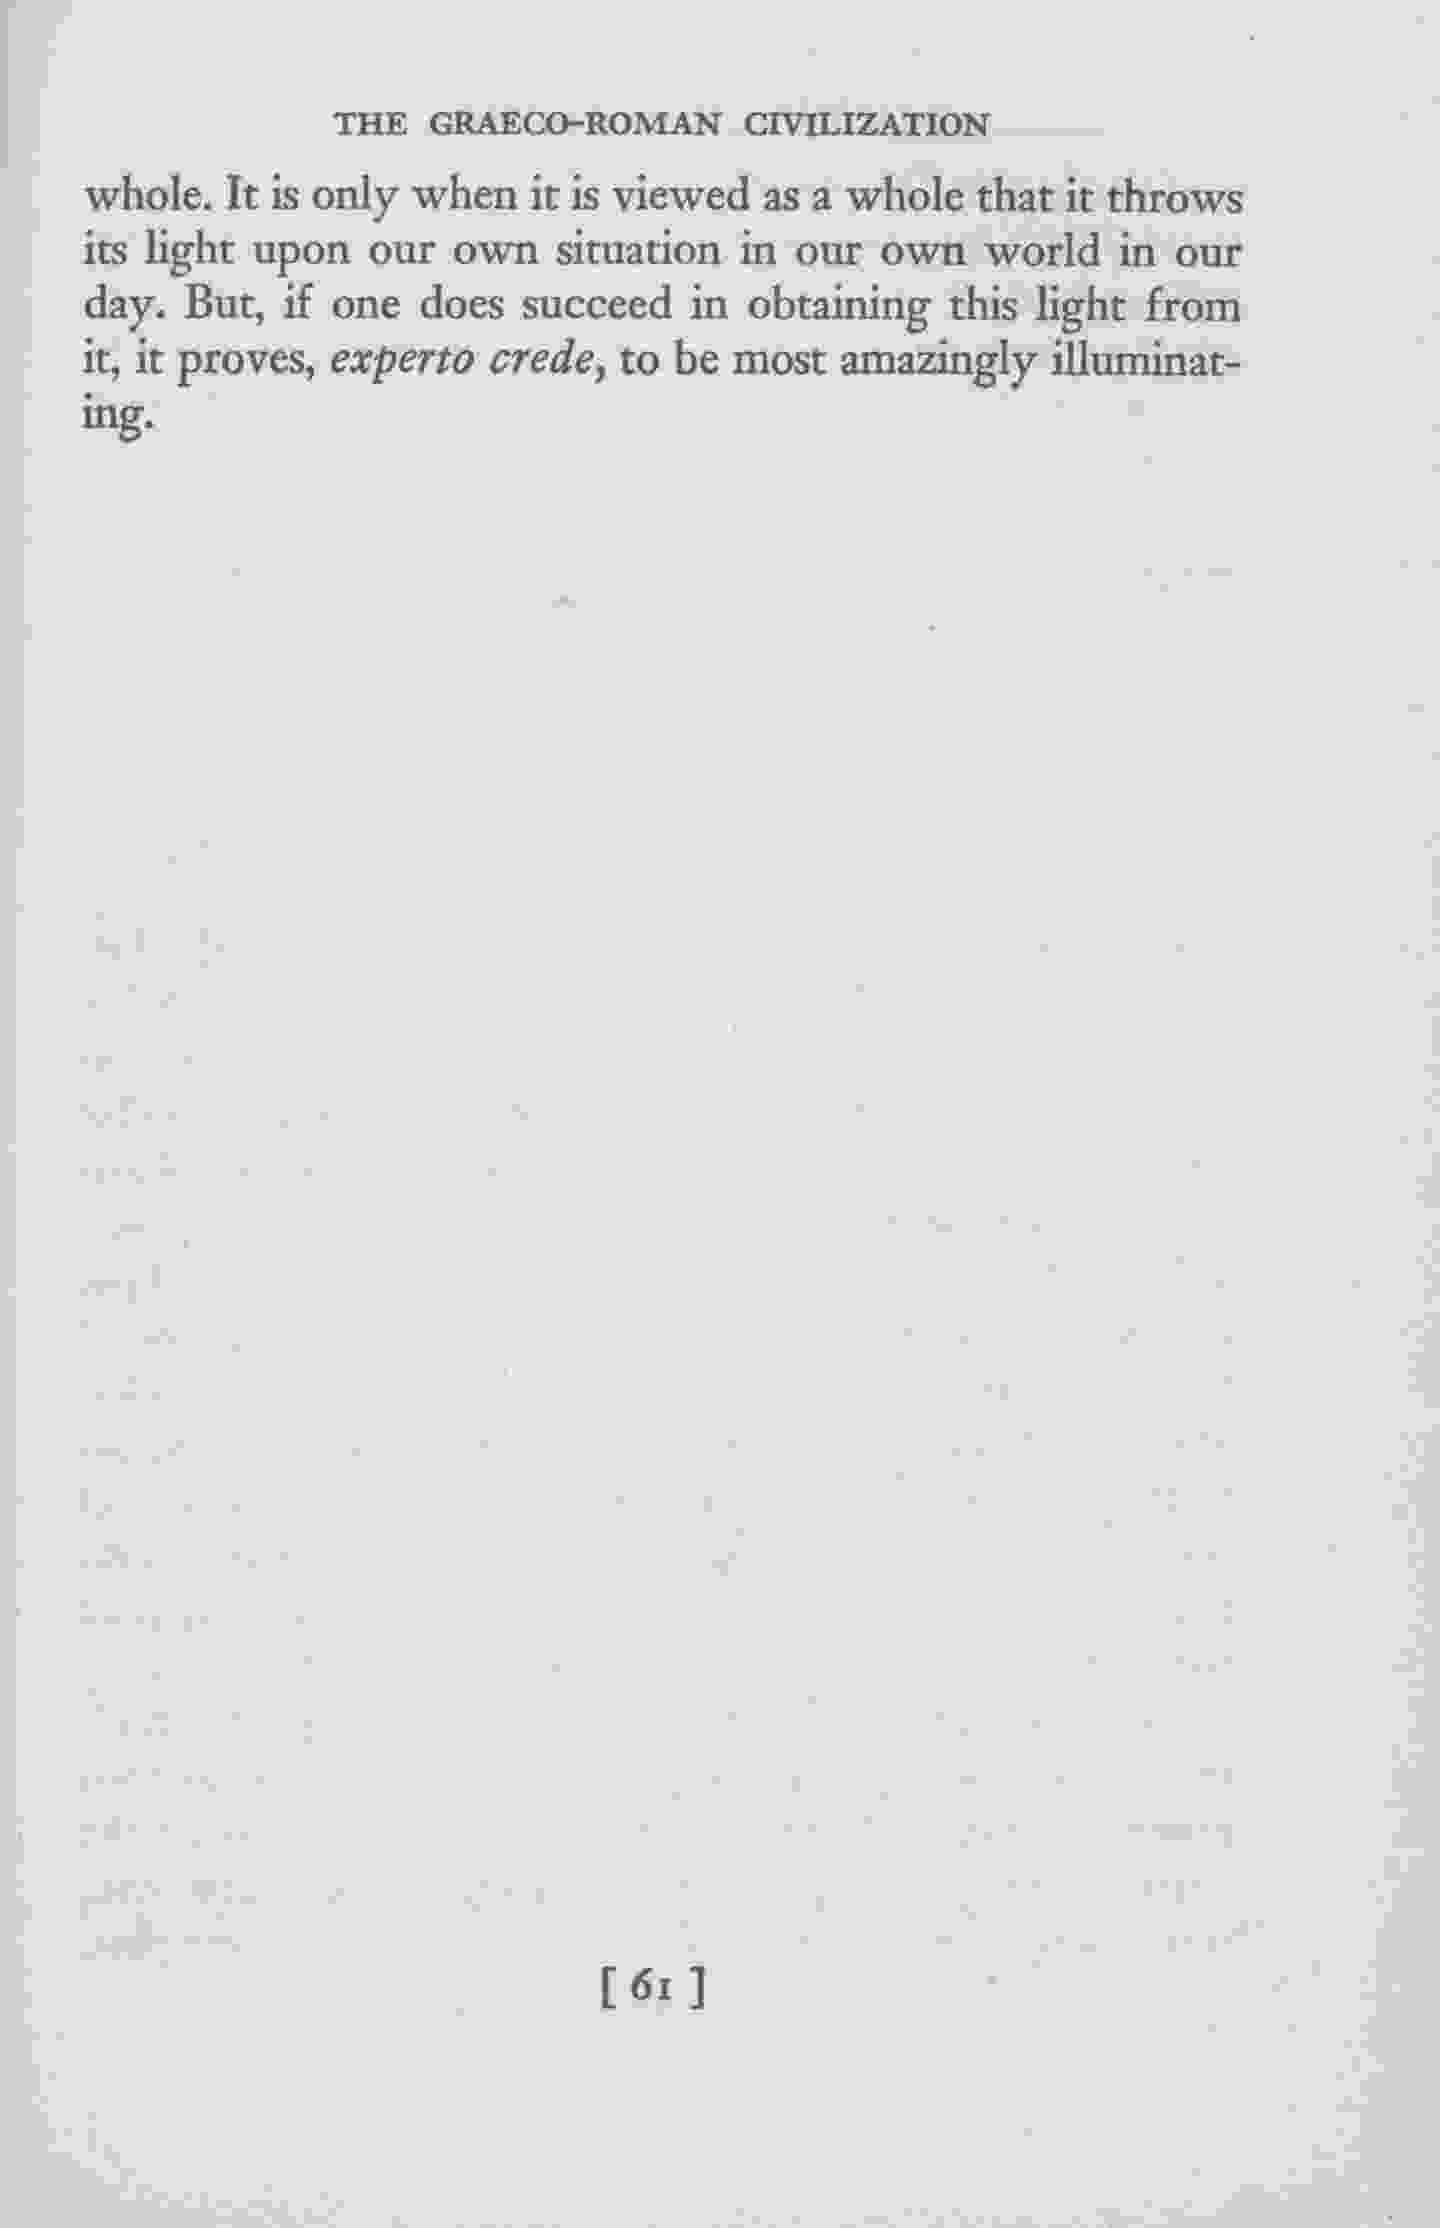 THE GRAECO-ROMAN CIVILIZATION
whole. It is only when it is viewed as a whole that it throws
its light upon our own situation in our own world in our
day. But, if one does succeed in obtaining this light from
it, it proves, experto crede, to be most amazingly illuminat-
ing.
[ 61 ]